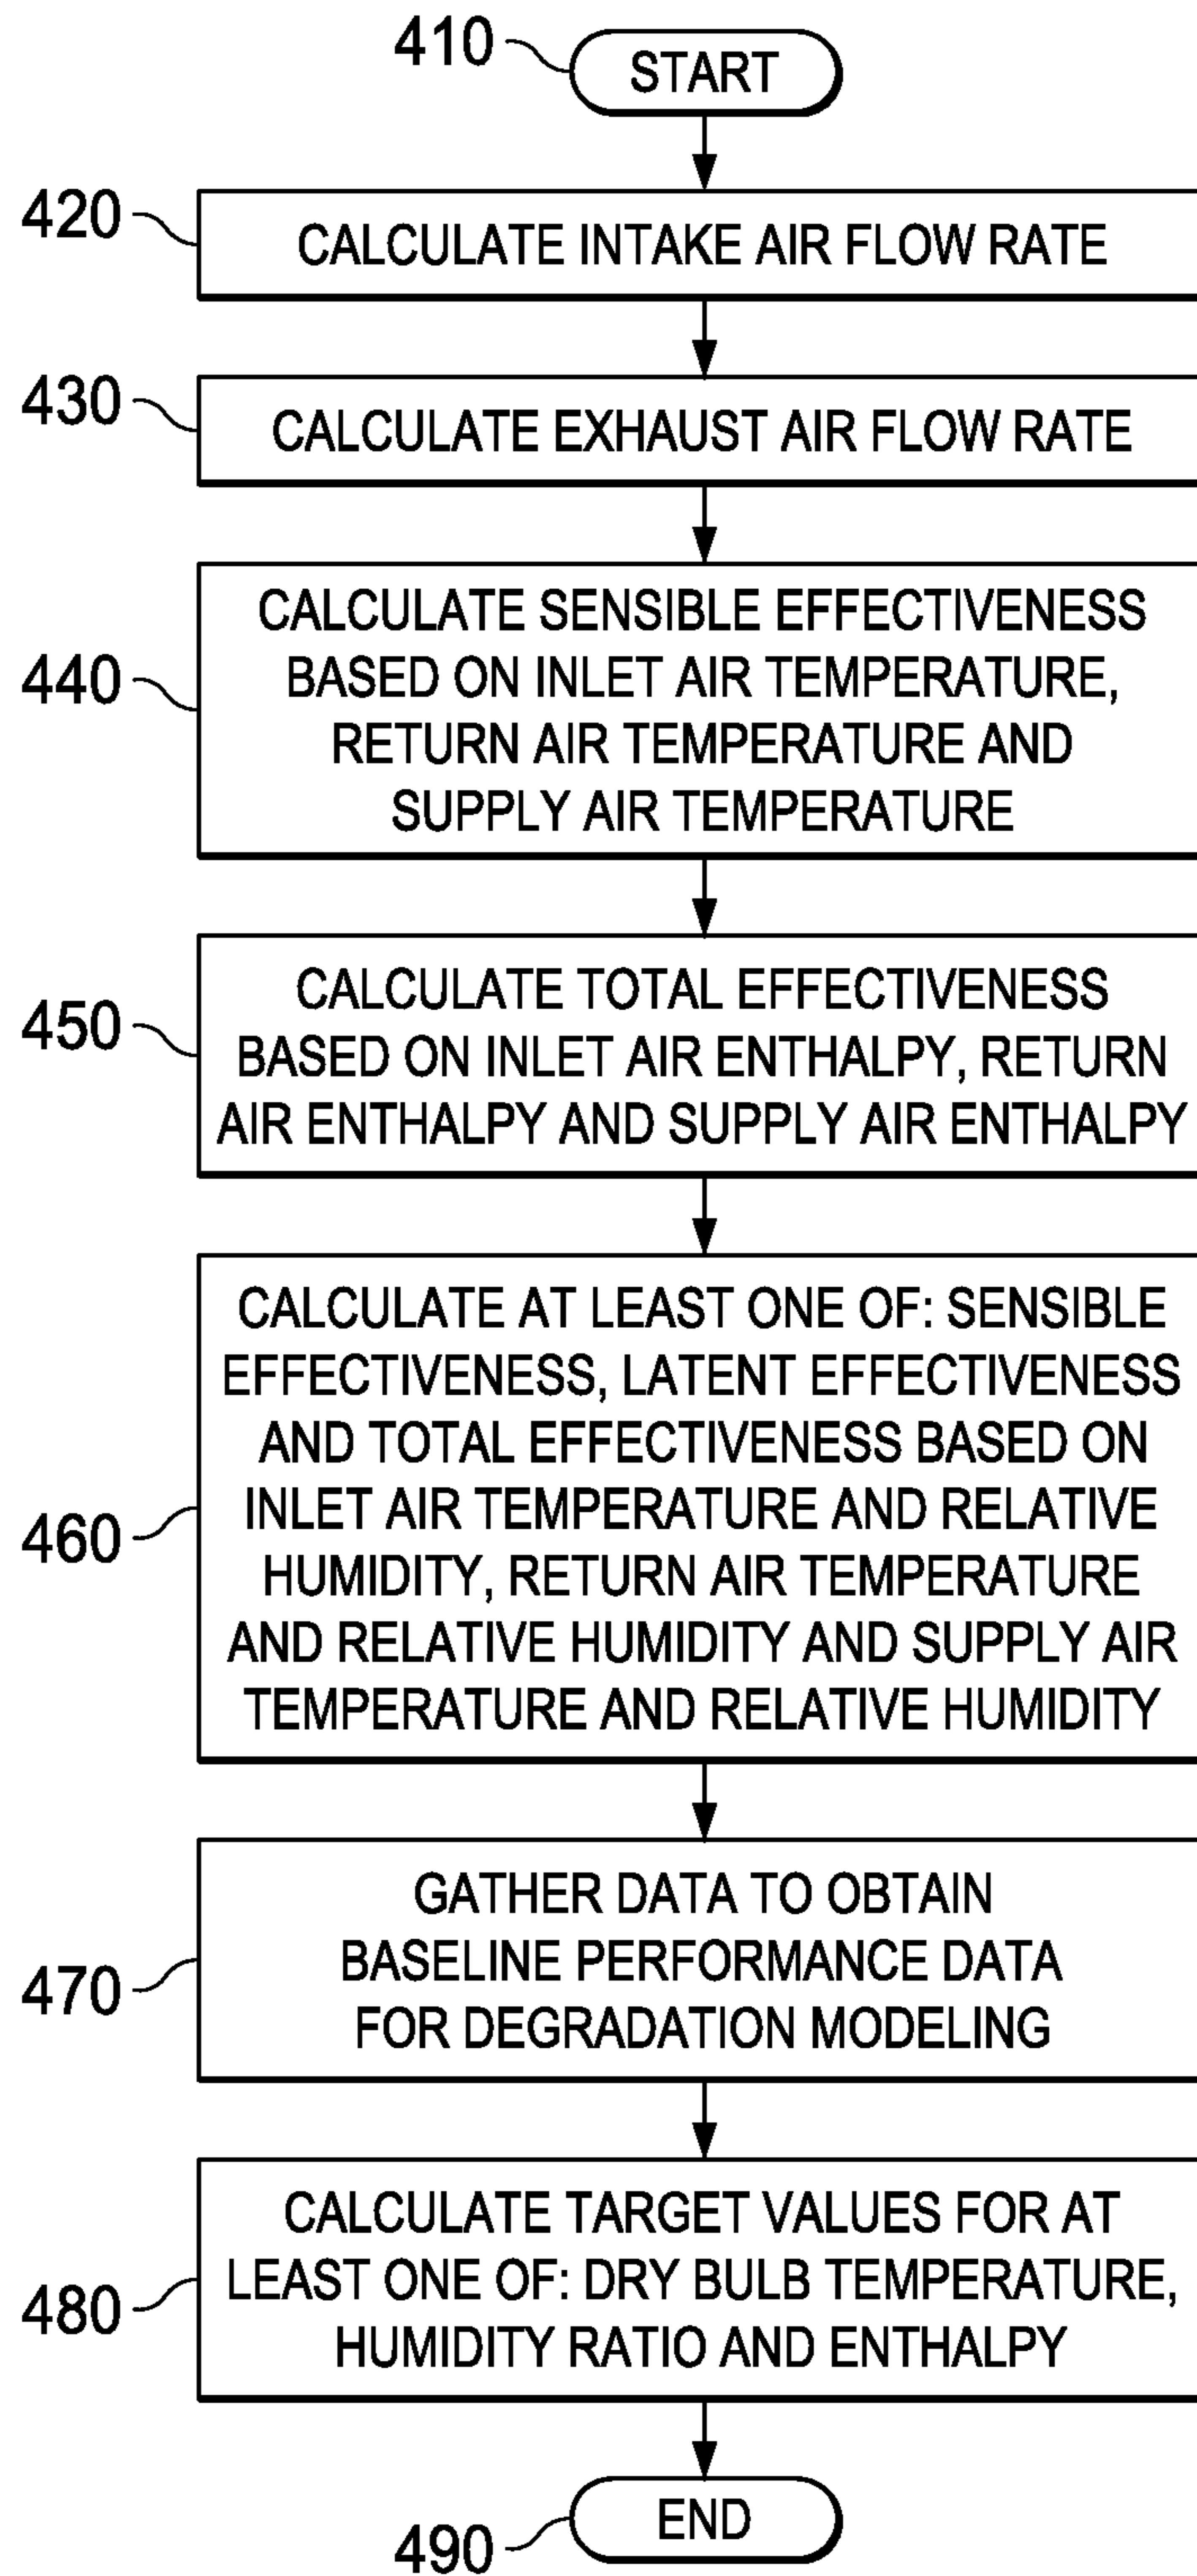 410
START
420
CALCULATE INTAKE AIR FLOW RATE
430
CALCULATE EXHAUST AIR FLOW RATE
440
CALCULATE SENSIBLE EFFECTIVENESS
BASED ON INLET AIR TEMPERATURE,
RETURN AIR TEMPERATURE AND
SUPPLY AIR TEMPERATURE
450
CALCULATE TOTAL EFFECTIVENESS
BASED ON INLET AIR ENTHALPY, RETURN
AIR ENTHALPY AND SUPPLY AIR ENTHALPY
460
CALCULATE AT LEAST ONE OF: SENSIBLE
EFFECTIVENESS, LATENT EFFECTIVENESS
AND TOTAL EFFECTIVENESS BASED ON
INLET AIR TEMPERATURE AND RELATIVE
HUMIDITY, RETURN AIR TEMPERATURE
AND RELATIVE HUMIDITY AND SUPPLY AIR
TEMPERATURE AND RELATIVE HUMIDITY
470
GATHER DATA TO OBTAIN
BASELINE PERFORMANCE DATA
FOR DEGRADATION MODELING
480
CALCULATE TARGET VALUES FOR AT
LEAST ONE OF: DRY BULB TEMPERATURE,
HUMIDITY RATIO AND ENTHALPY
490
END